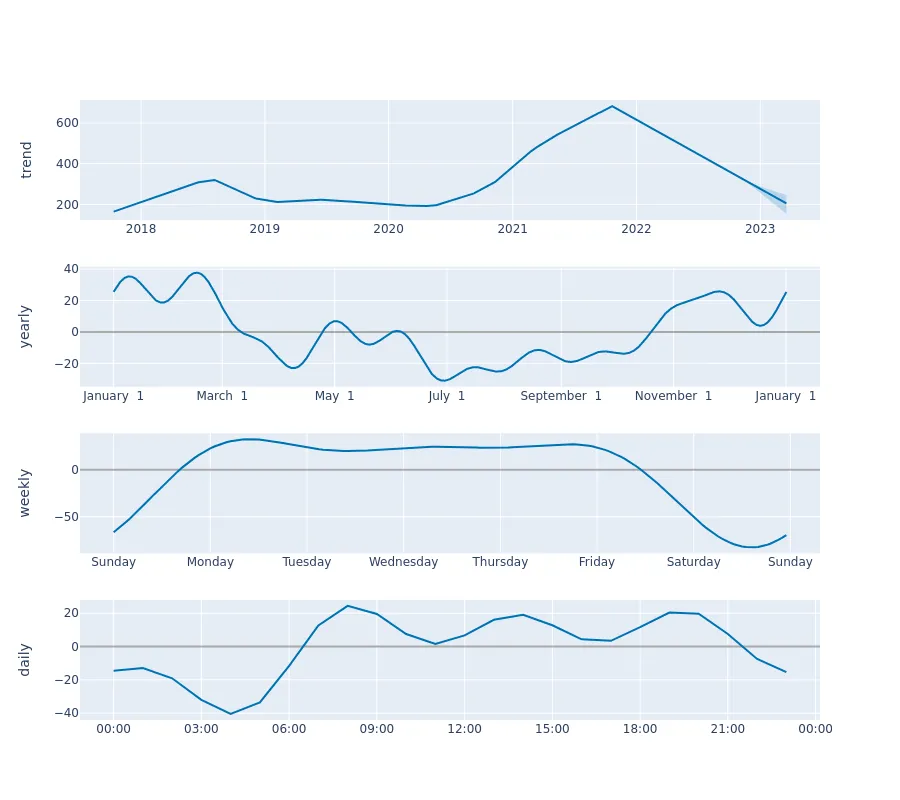 trend
600
400
200
2018 2019 2020 2021 2022 2023
yearly
40
20
0
−20
January 1 March 1 May 1 July 1 September 1 November 1 January 1
weekly
0
−50
Sunday Monday Tuesday Wednesday Thursday Friday Saturday Sunday
daily
20
0
−20
−40
00:00 03:00 06:00 09:00 12:00 15:00 18:00 21:00 00:00